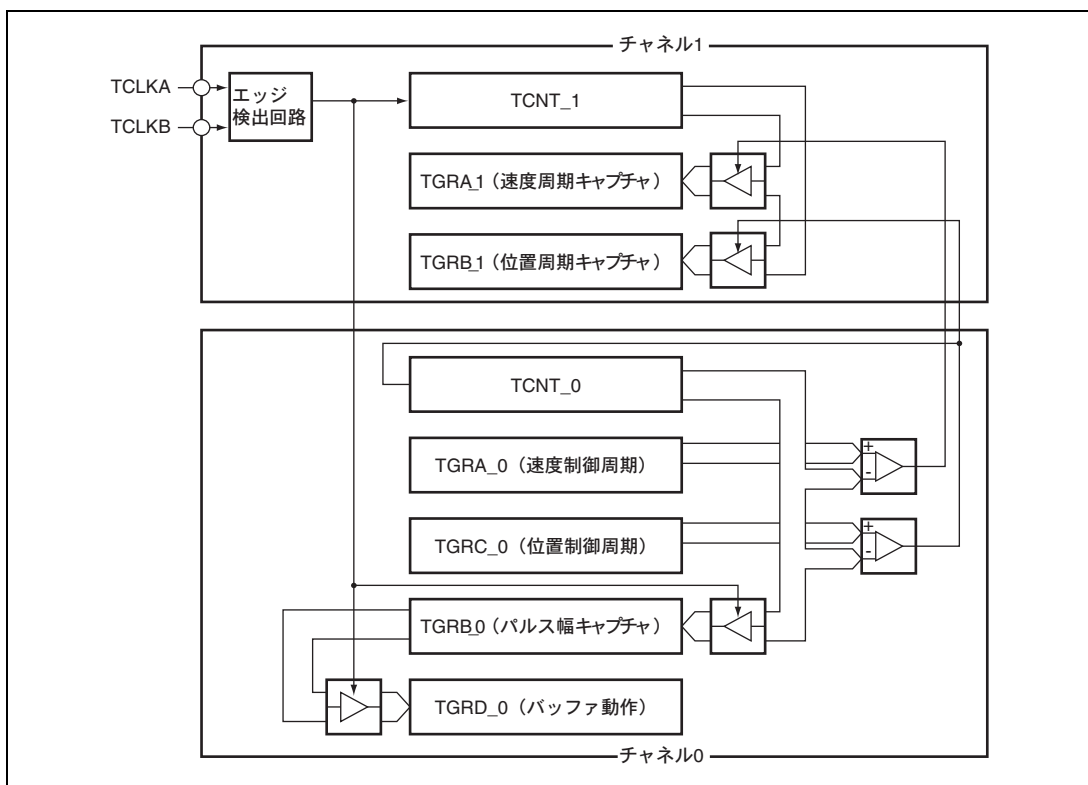 チャネル1
TCLKA
TCLKB
エッジ
検出回路
TCNT_1
TGRA_1（速度周期キャプチャ）
TGRB_1（位置周期キャプチャ）
TCNT_0
TGRA_0（速度制御周期）
+
-
TGRC_0（位置制御周期）
+
-
TGRB_0（パルス幅キャプチャ）
TGRD_0（バッファ動作）
チャネル0